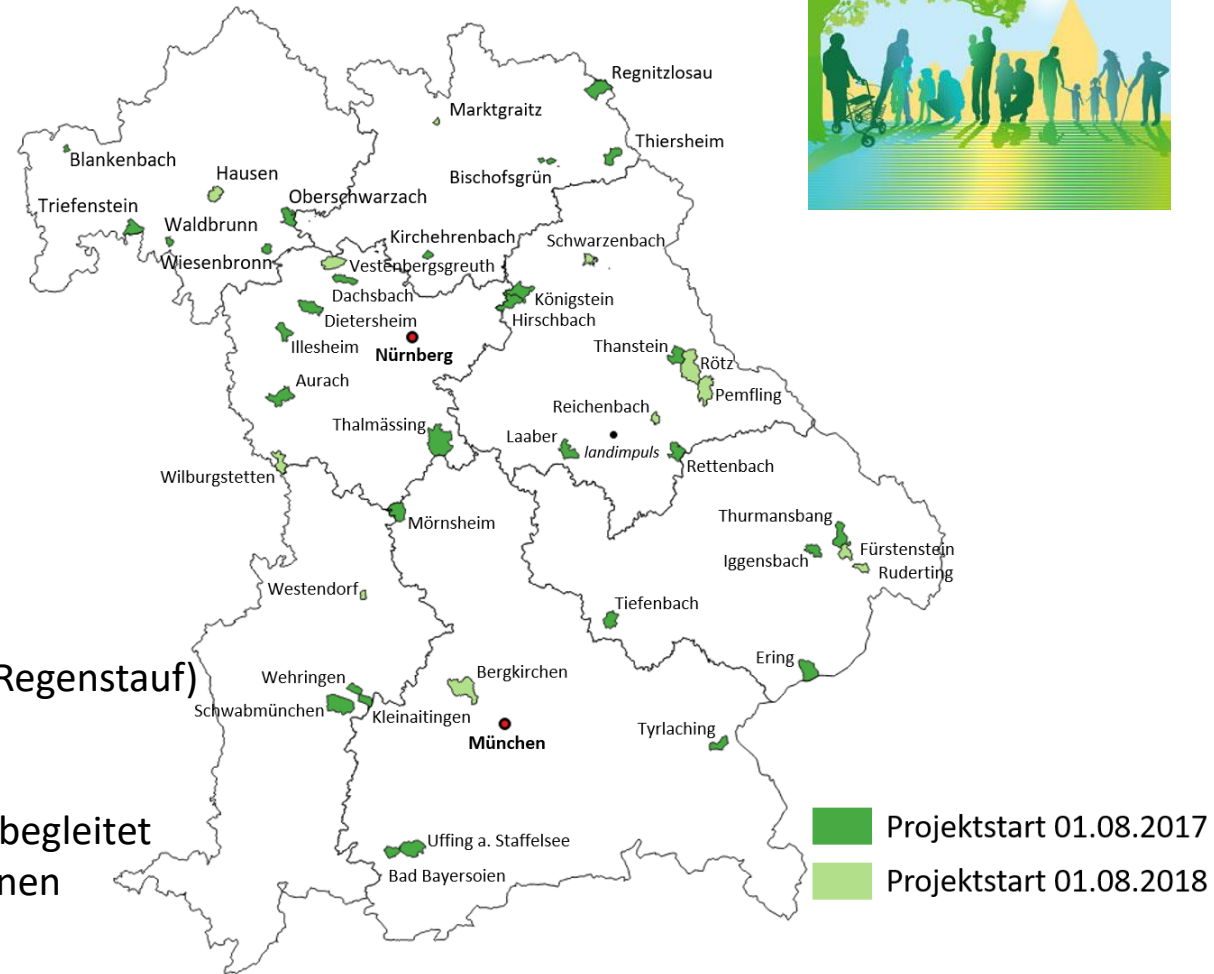 Regnitzlosau
Marktgraitz
Thiersheim
Blankenbach
Bischofsgrün
Hausen
Oberschwarzach
Triefenstein
Waldbrunn
Kirchehrenbach
Schwarzenbach
Wiesenbronn
Vestenbergsgreuth
Dachsbach
Königstein
Dietersheim
Hirschbach
Illesheim
Nürnberg
Thanstein
Rötz
Aurach
Pemfling
Reichenbach
Thalmässing
Laaber
landimpuls
Rettenbach
Wilburgstetten
Mörnsheim
Thurmansbang
Fürstenstein
Iggensbach
Ruderting
Westendorf
Tiefenbach
Ering
Regenstauf)
Wehringen
Bergkirchen
Schwabmünchen
Kleinaitingen
Tyrlaching
München
begleitet
Uffing a. Staffelsee
Projektstart 01.08.2017
nen
Bad Bayersoien
Projektstart 01.08.2018